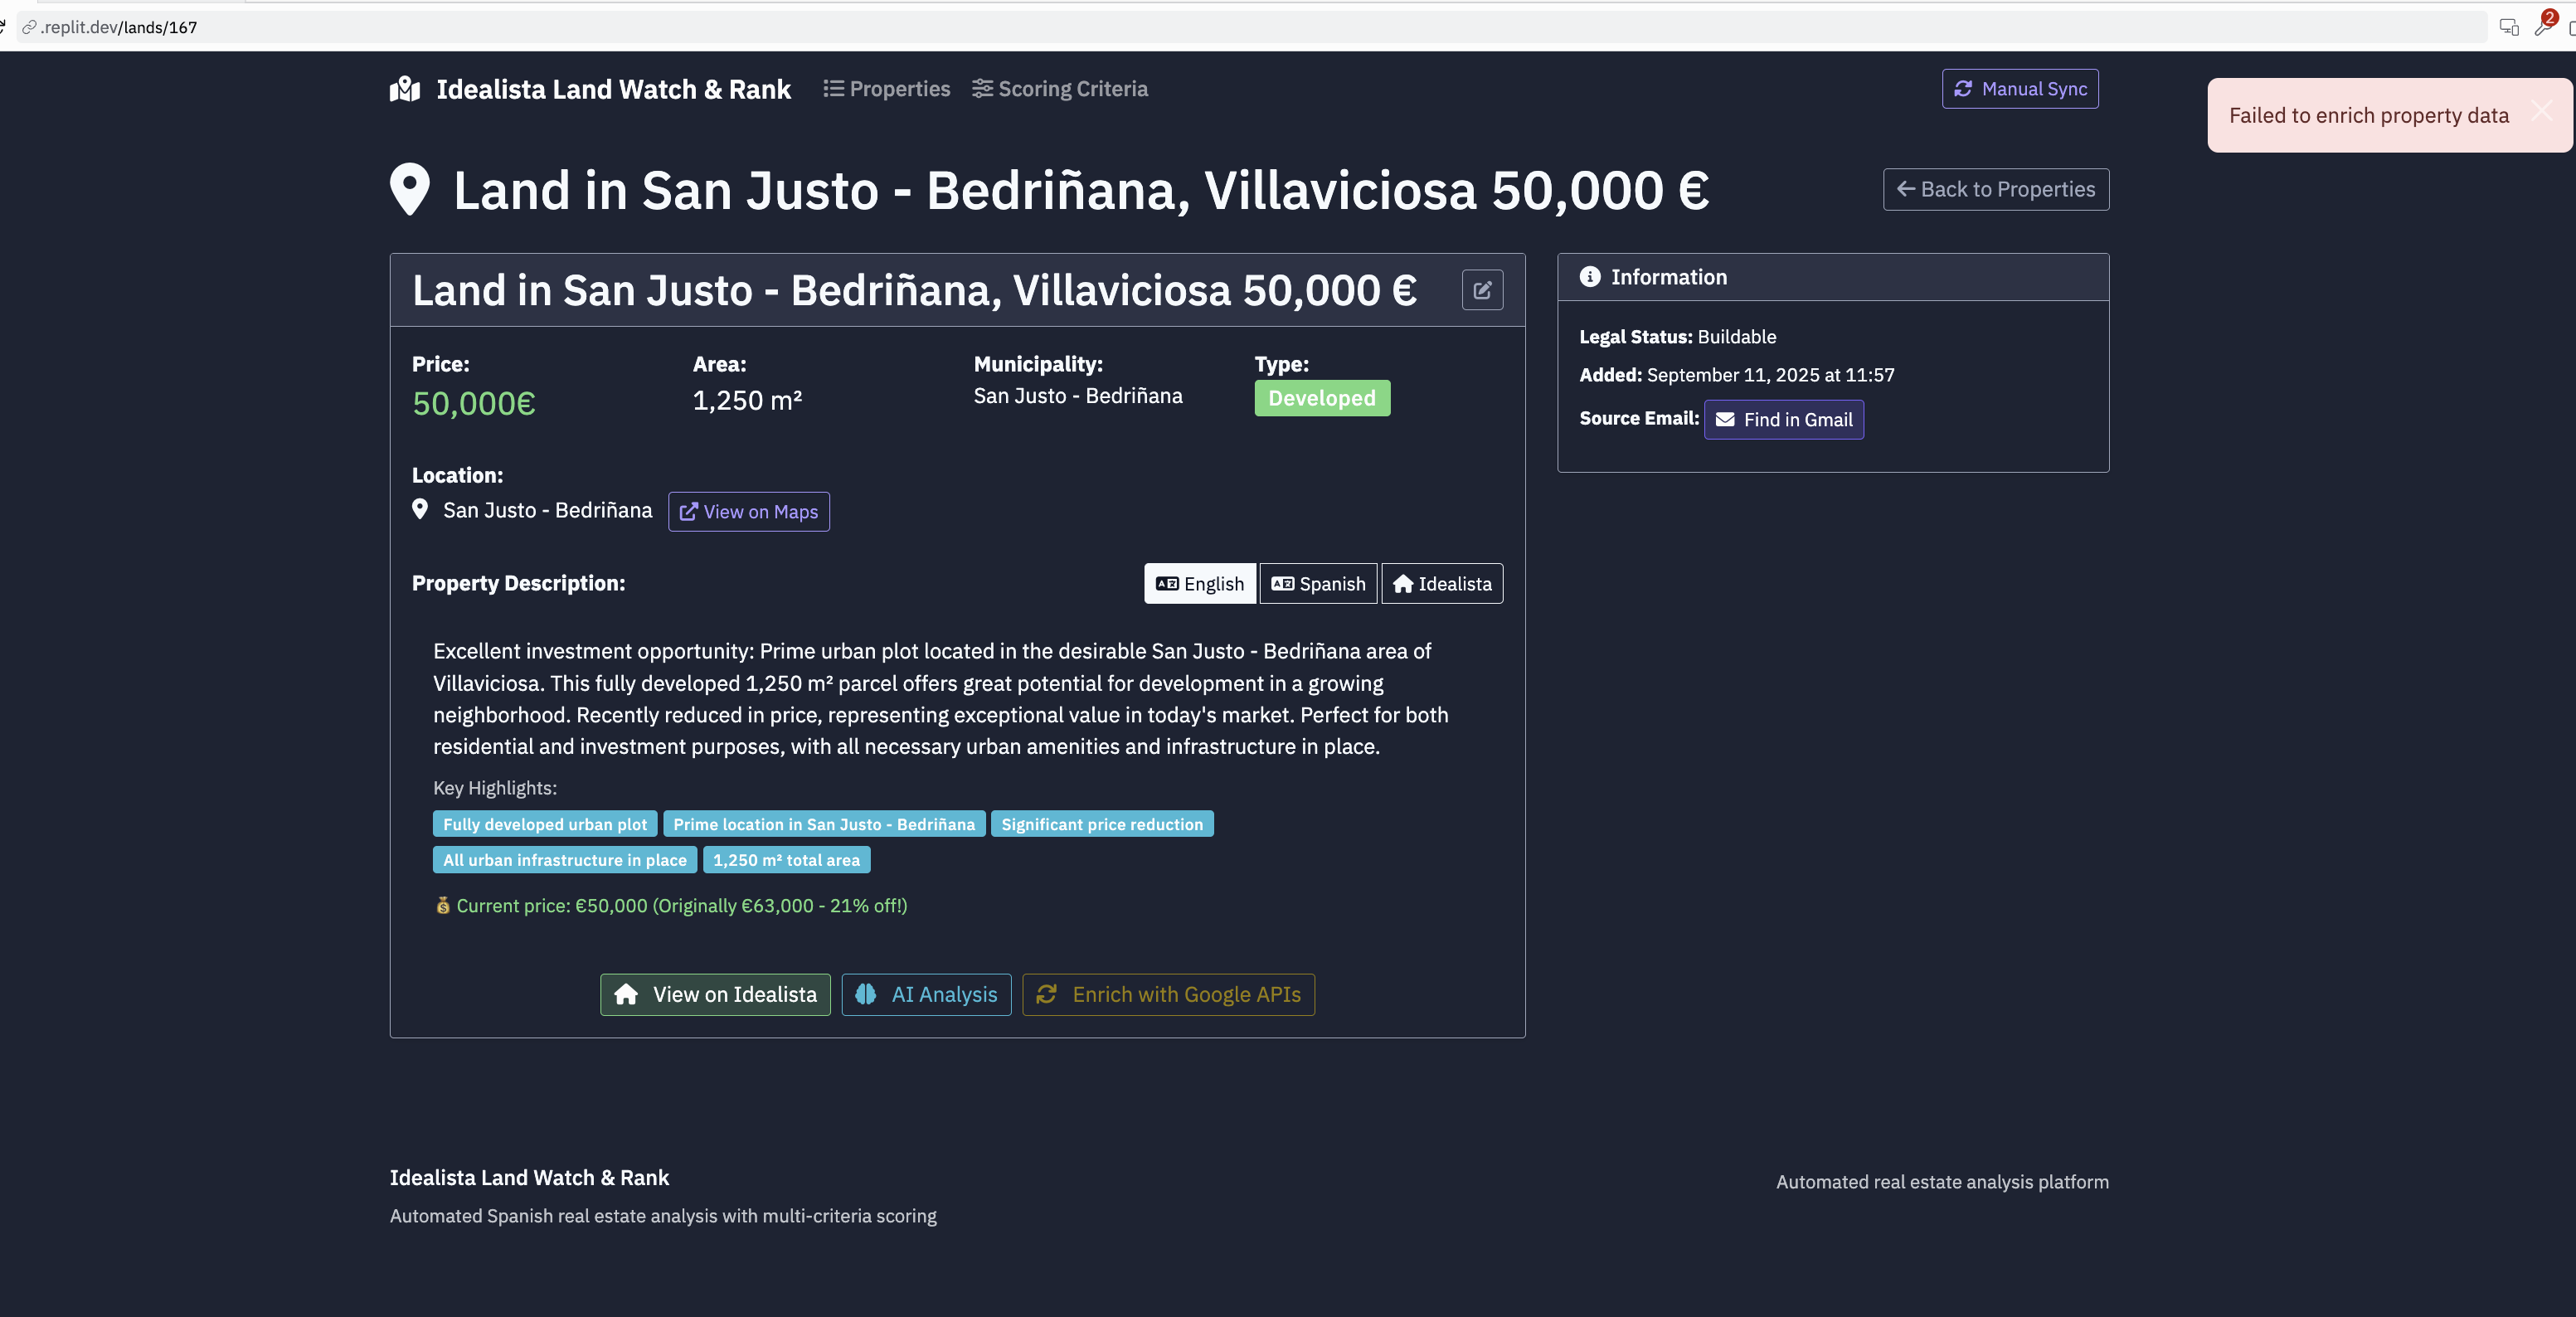 .replit.dev/lands/167
2
Idealista Land Watch & Rank
Properties
Scoring Criteria
Manual Sync
Failed to enrich property data
Land in San Justo - Bedriñana, Villaviciosa 50,000 €
Back to Properties
Land in San Justo - Bedriñana, Villaviciosa 50,000 €
Price:
50,000€
Area:
1,250 m²
Municipality:
San Justo - Bedriñana
Type:
Developed
Location:
San Justo - Bedriñana
View on Maps
Property Description:
English
Spanish
Idealista
Excellent investment opportunity: Prime urban plot located in the desirable San Justo - Bedriñana area of
Villaviciosa. This fully developed 1,250 m² parcel offers great potential for development in a growing
neighborhood. Recently reduced in price, representing exceptional value in today's market. Perfect for both
residential and investment purposes, with all necessary urban amenities and infrastructure in place.
Key Highlights:
Fully developed urban plot
Prime location in San Justo - Bedriñana
Significant price reduction
All urban infrastructure in place
1,250 m² total area
Current price: €50,000 (Originally €63,000 - 21% off!)
View on Idealista
AI Analysis
Enrich with Google APIs
Information
Legal Status: Buildable
Added: September 11, 2025 at 11:57
Source Email: Find in Gmail
Idealista Land Watch & Rank
Automated Spanish real estate analysis with multi-criteria scoring
Automated real estate analysis platform